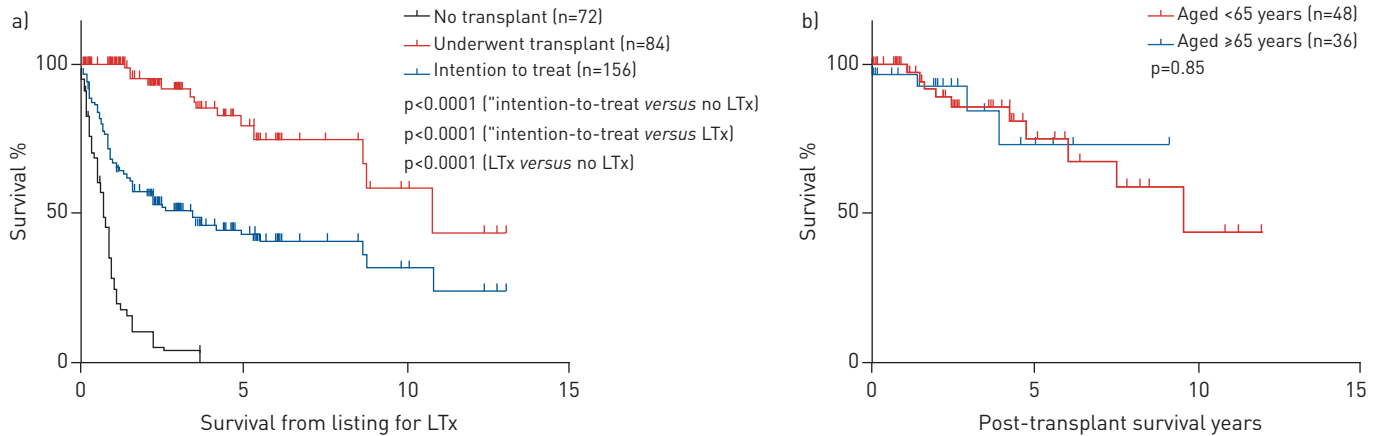 a)
No transplant (n=72)
Underwent transplant (n=84)
Intention to treat (n=156)
p<0.0001 ("intention-to-treat versus no LTx)
p<0.0001 ("intention-to-treat versus LTx)
p<0.0001 (LTx versus no LTx)
Survival %
100
50
0
0 5 10 15
Survival from listing for LTx
b)
Aged <65 years (n=48)
Aged ≥65 years (n=36)
p=0.85
Survival %
100
50
0
0 5 10 15
Post-transplant survival years